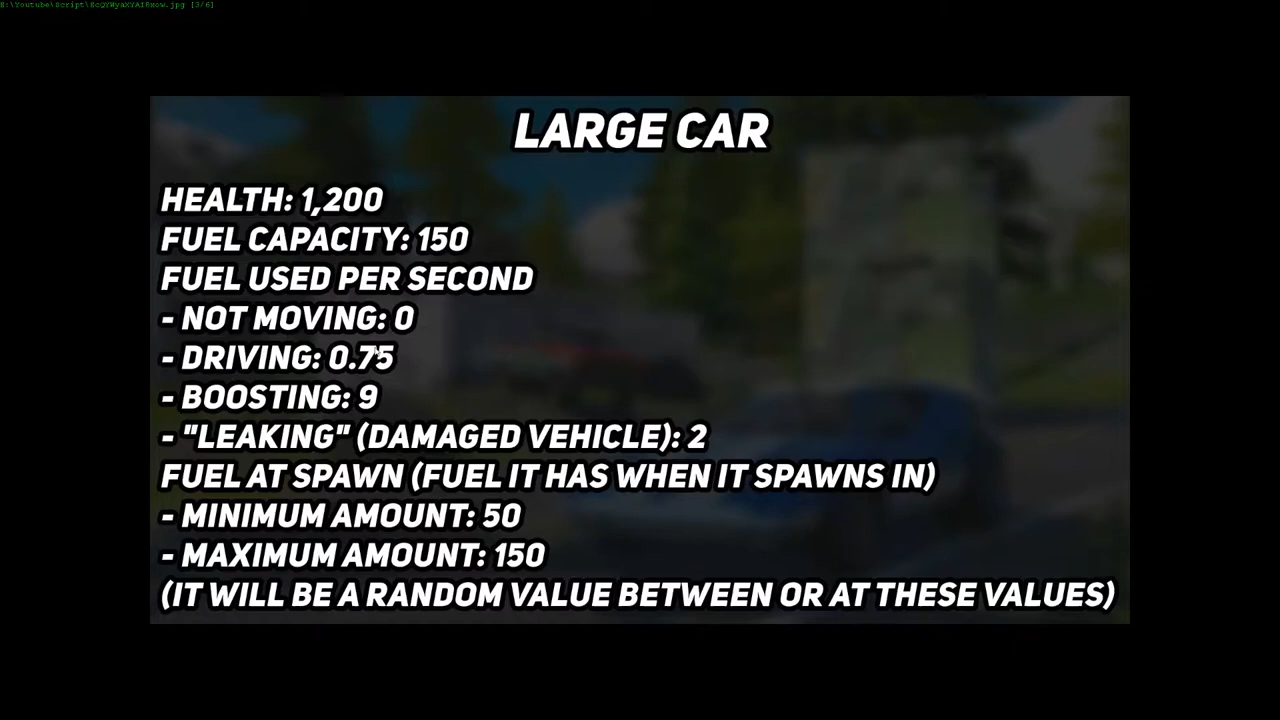 LARGE CAR
HEALTH: 1,200
FUEL CAPACITY: 150
FUEL USED PER SECOND
- NOT MOVING: 0
- DRIVING: 0.75
- BOOSTING: 9
- "LEAKING" (DAMAGED VEHICLE): 2
FUEL AT SPAWN (FUEL IT HAS WHEN IT SPAWNS IN)
- MINIMUM AMOUNT: 50
- MAXIMUM AMOUNT: 150
(IT WILL BE A RANDOM VALUE BETWEEN OR AT THESE VALUES)